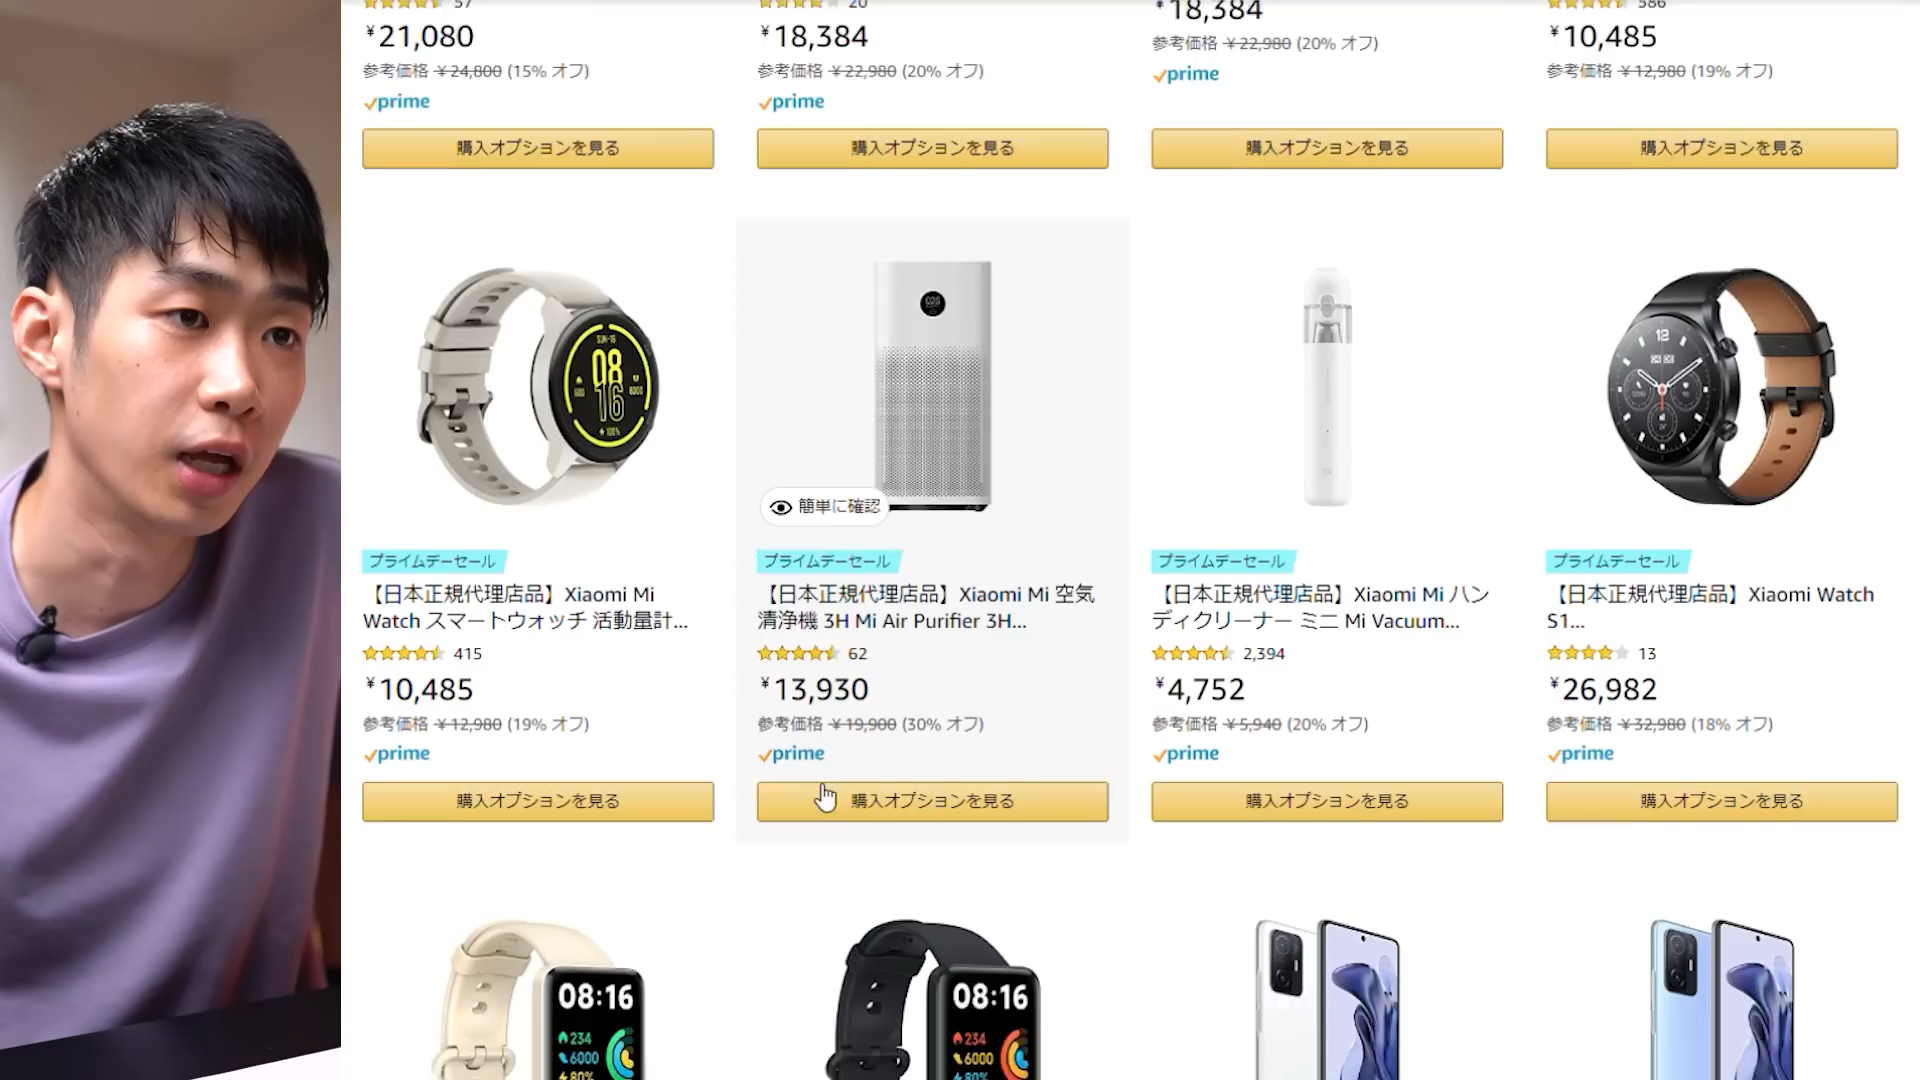 57
20
¥18,384
586
¥21,080
¥18,384
参考価格 ¥22,980 (20% オフ)
¥10,485
参考価格 ¥24,800 (15% オフ)
参考価格 ¥22,980 (20% オフ)
prime
参考価格 ¥12,980 (19% オフ)
prime
prime
購入オプションを見る
購入オプションを見る
購入オプションを見る
購入オプションを見る
08
16
12
簡単に確認
プライムデーセール
【日本正規代理店品】Xiaomi Mi
Watch スマートウォッチ 活動量計...
415
¥10,485
参考価格 ¥12,980 (19% オフ)
prime
購入オプションを見る
プライムデーセール
【日本正規代理店品】Xiaomi Mi 空気
清浄機 3H Mi Air Purifier 3H...
62
¥13,930
参考価格 ¥19,900 (30% オフ)
prime
購入オプションを見る
プライムデーセール
【日本正規代理店品】Xiaomi Mi ハン
ディクリーナー ミニ Mi Vacuum...
2,394
¥4,752
参考価格 ¥5,940 (20% オフ)
prime
購入オプションを見る
プライムデーセール
【日本正規代理店品】Xiaomi Watch
S1...
13
¥26,982
参考価格 ¥32,980 (18% オフ)
prime
購入オプションを見る
08:16
234
6000
80%
08:16
234
6000
80%